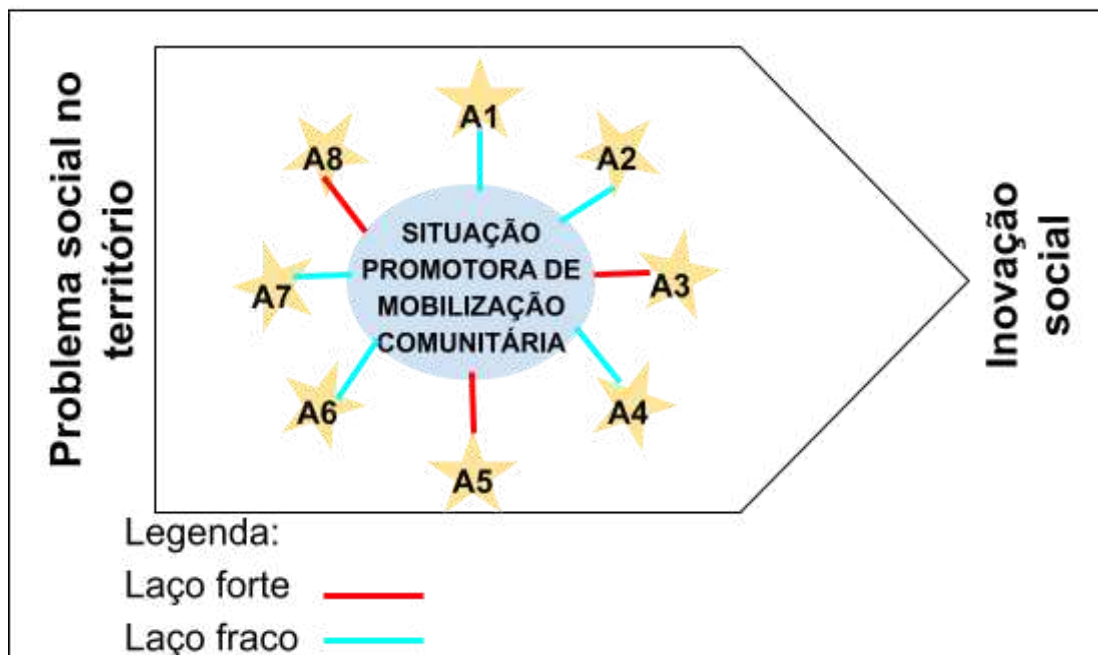 Problema social no
território
A1
A2
A3
A4
A5
A6
A7
A8
SITUAÇÃO
PROMOTORA DE
MOBILIZAÇÃO
COMUNITÁRIA
Inovação
social
Legenda:
Laço forte
Laço fraco